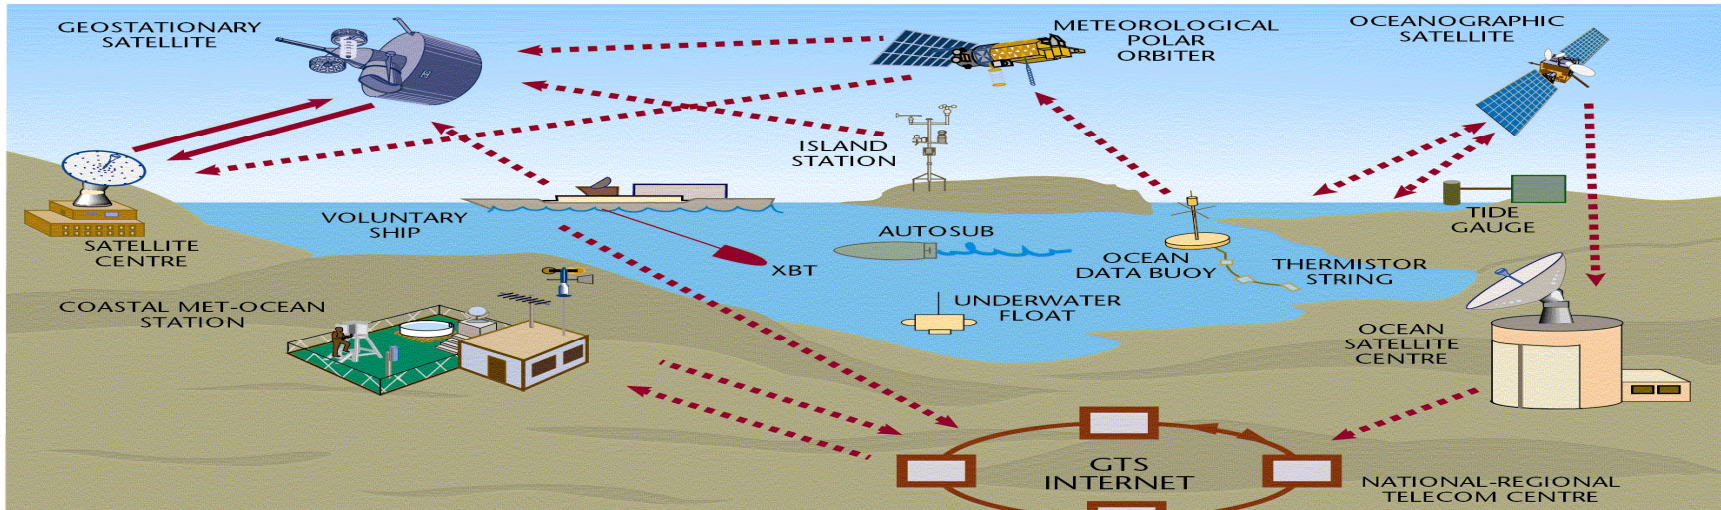 GEOSTATIONARY
SATELLITE
METEOROLOGICAL
POLAR
ORBITER
OCEANOGRAPHIC
SATELLITE
ISLAND
STATION
VOLUNTARY
SHIP
SATELLITE
CENTRE
XBT
AUTOSUB
OCEAN
DATA BUOY
TIDE
GAUGE
THERMISTOR
STRING
COASTAL MET-OCEAN
STATION
UNDERWATER
FLOAT
OCEAN
SATELLITE
CENTRE
GTS
INTERNET
NATIONAL-REGIONAL
TELECOM CENTRE